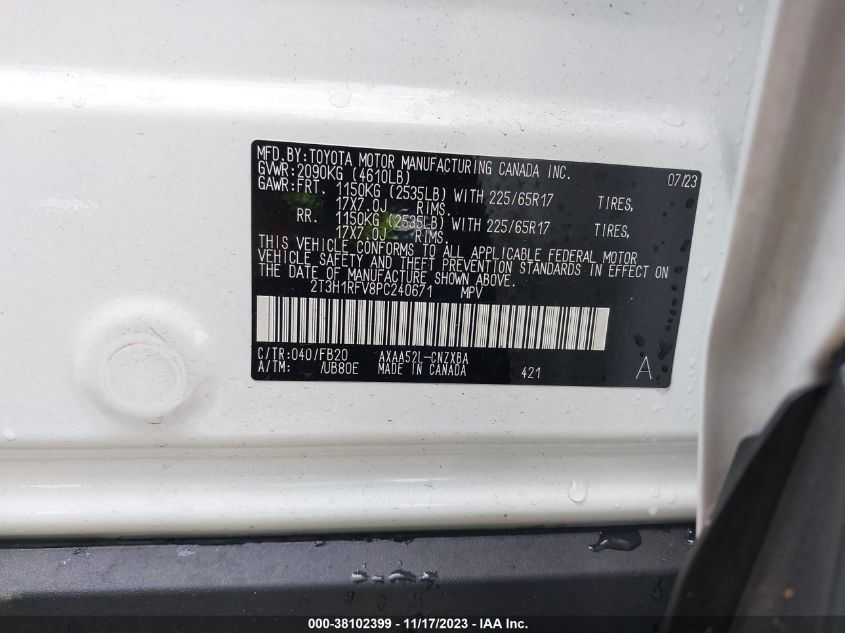 MFD.BY:TOYOTA MOTOR MANUFACTURING CANADA INC. 07/23
GVWR:2090KG (4610LB)
GAWR:FRT. 1150KG (2535LB) WITH 225/65R17 TIRES,
17X7.0J RIMS.
RR. 1150KG (2535LB) WITH 225/65R17 TIRES,
17X7.0J RIMS.
THIS VEHICLE CONFORMS TO ALL APPLICABLE FEDERAL MOTOR
VEHICLE SAFETY AND THEFT PREVENTION STANDARDS IN EFFECT ON
THE DATE OF MANUFACTURE SHOWN ABOVE.
2T3H1RFV8PC240671 MPV
C/TR:040/FB20 AXAA52L-CNZXBA
A/TM: /UB80E MADE IN CANADA 421 A
000-38102399 - 11/17/2023 - IAA Inc.